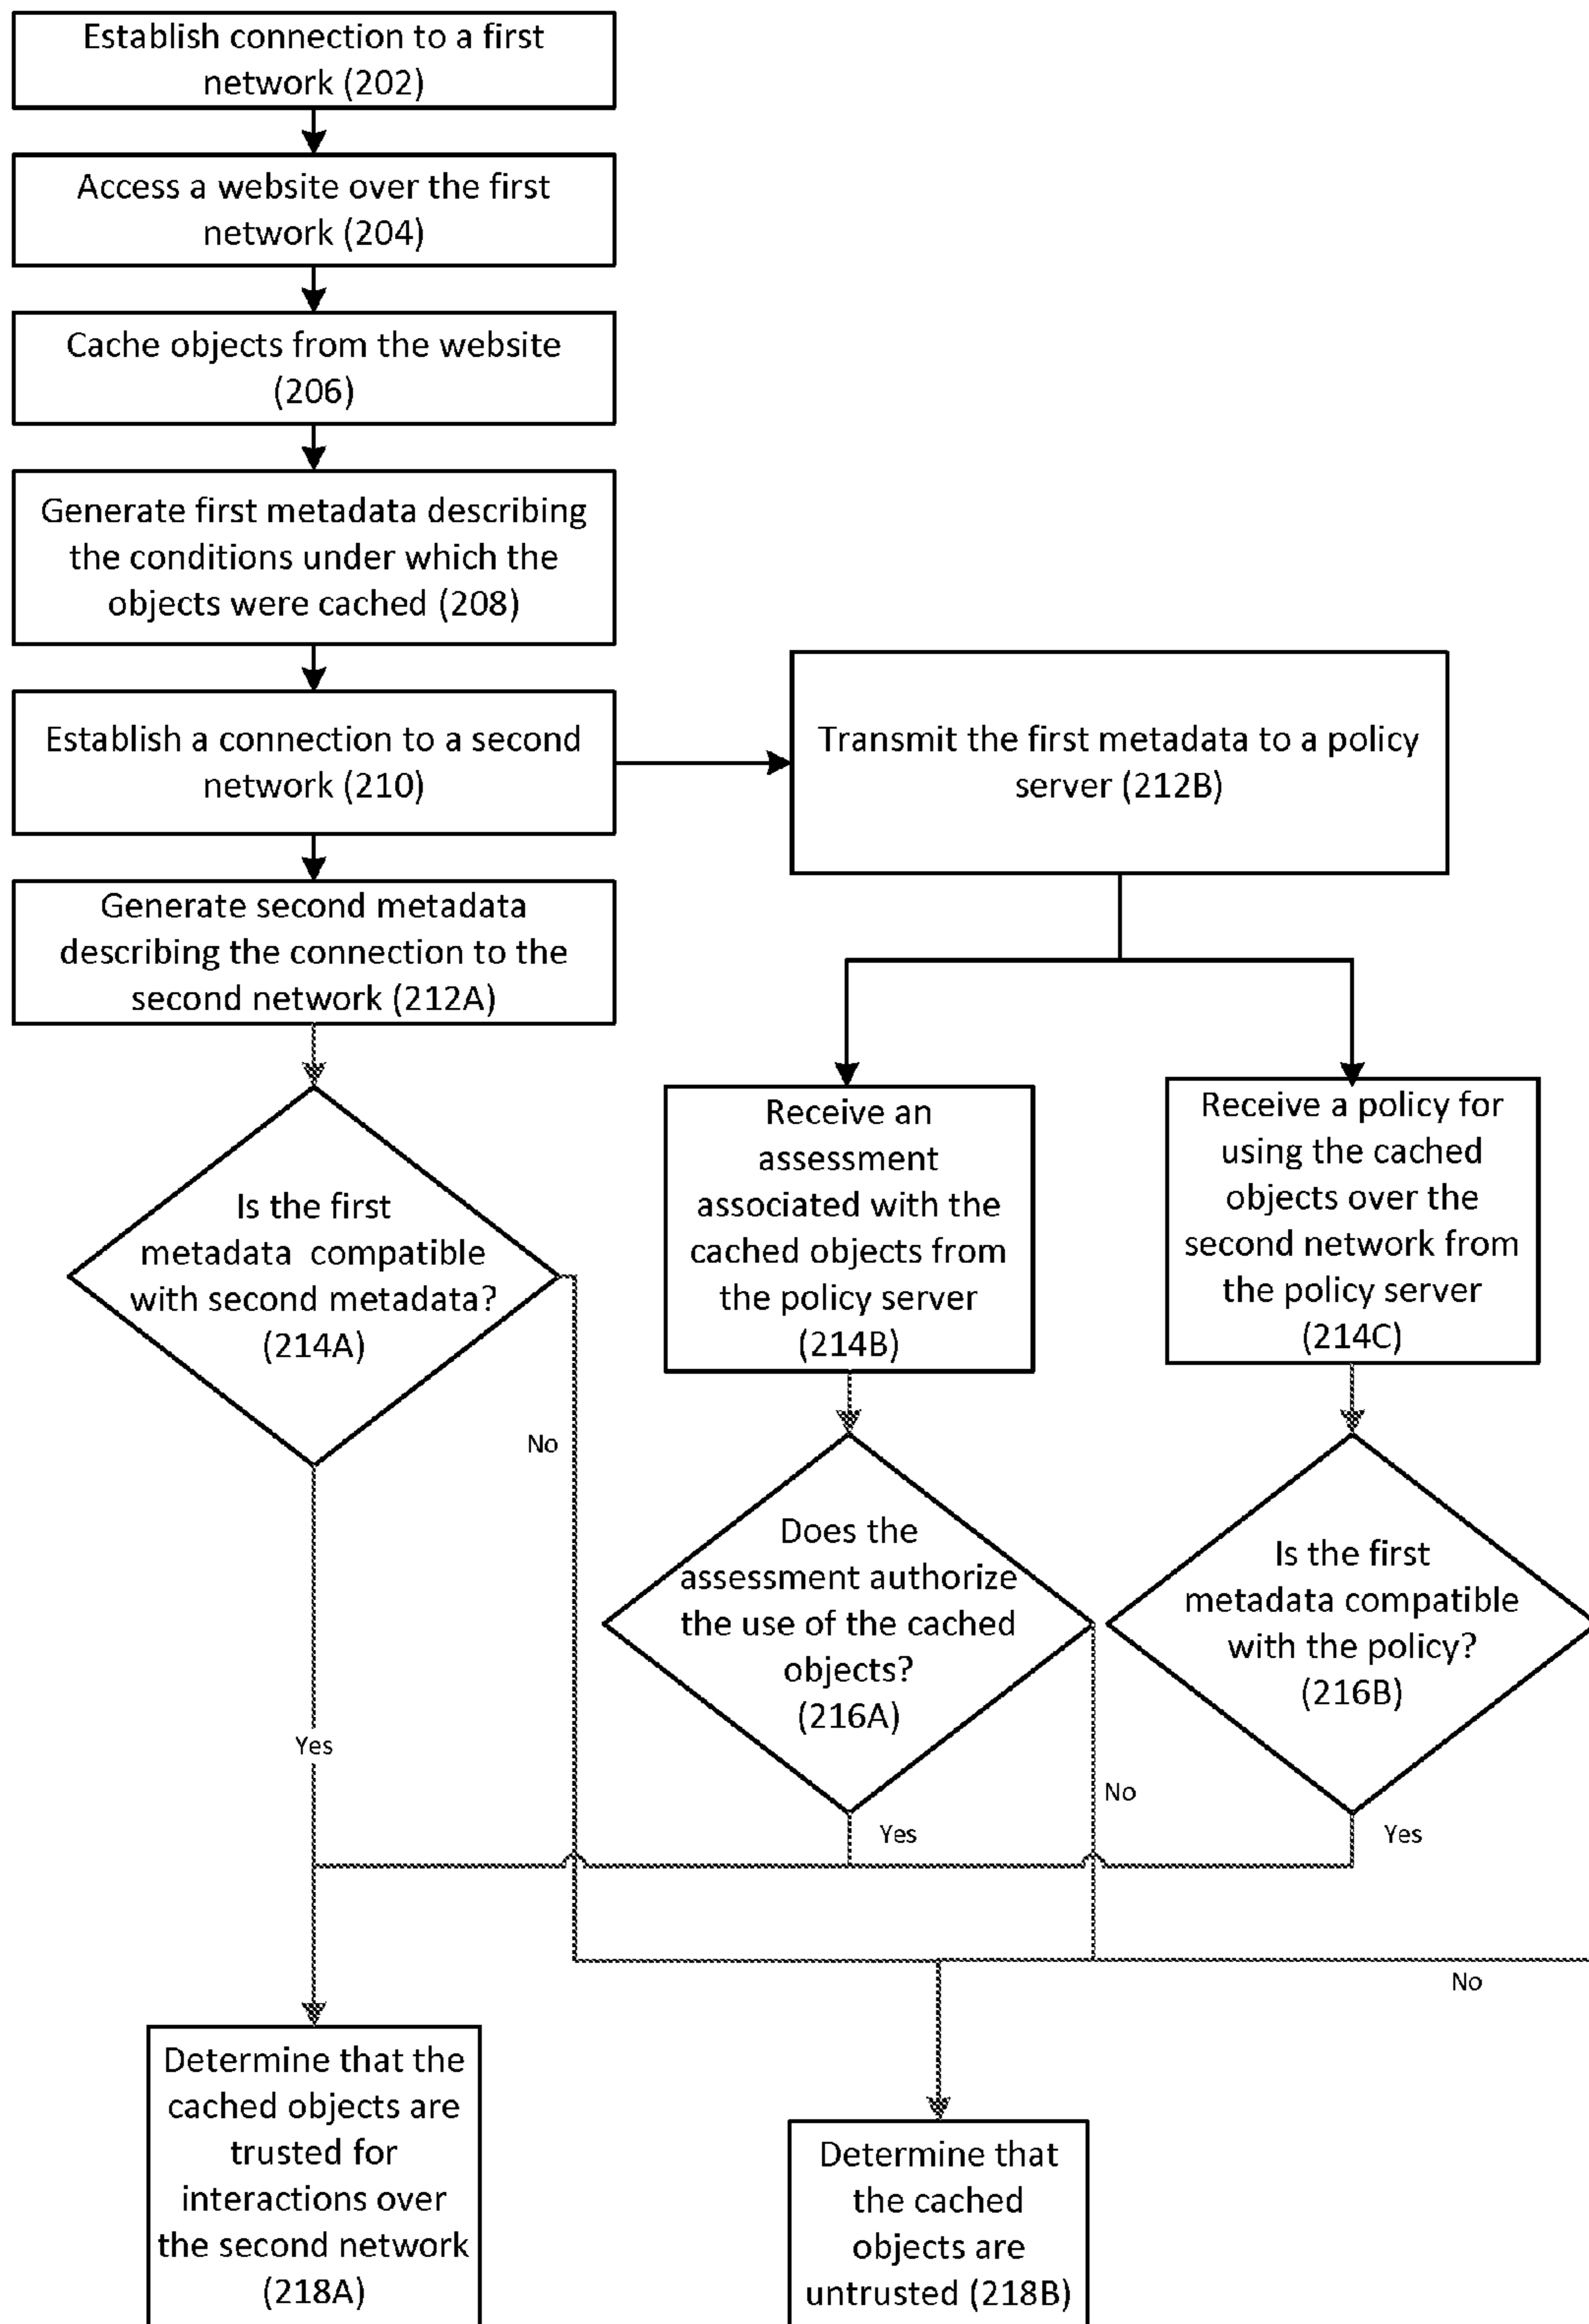 Establish connection to a first
network (202)
Access a website over the first
network (204)
Cache objects from the website
(206)
Generate first metadata describing
the conditions under which the
objects were cached (208)
Establish a connection to a second
network (210)
Transmit the first metadata to a policy
server (212B)
Generate second metadata
describing the connection to the
second network (212A)
Is the first
metadata compatible
with second metadata?
(214A)
Receive an
assessment
associated with the
cached objects from
the policy server
(214B)
Receive a policy for
using the cached
objects over the
second network from
the policy server
(214C)
No
Does the
assessment authorize
the use of the cached
objects?
(216A)
Is the first
metadata compatible
with the policy?
(216B)
Yes
No
Yes
Yes
No
Determine that the
cached objects are
trusted for
interactions over
the second network
(218A)
Determine that
the cached
objects are
untrusted (218B)